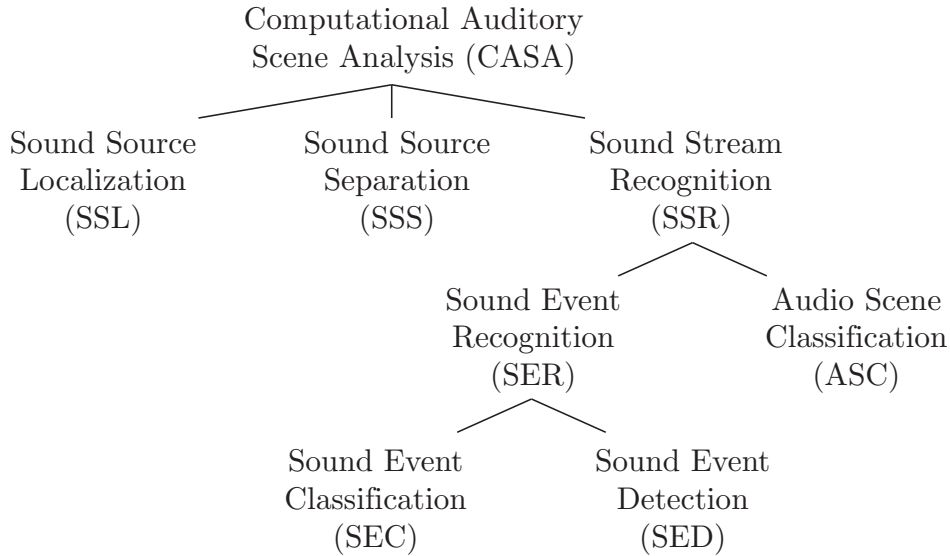 Computational Auditory
Scene Analysis (CASA)
Sound Source
Localization
(SSL)
Sound Source
Separation
(SSS)
Sound Stream
Recognition
(SSR)
Sound Event
Recognition
(SER)
Audio Scene
Classification
(ASC)
Sound Event
Classification
(SEC)
Sound Event
Detection
(SED)